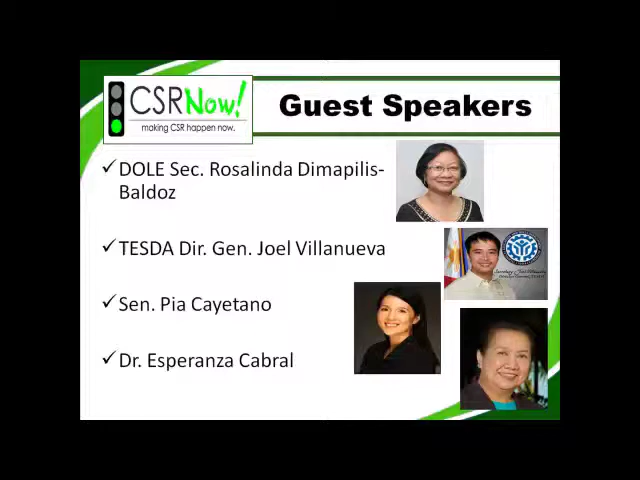 CSRNow!
making CSR happen now.
Guest Speakers
✓DOLE Sec. Rosalinda Dimapilis-
Baldoz
✓TESDA Dir. Gen. Joel Villanueva
✓Sen. Pia Cayetano
✓Dr. Esperanza Cabral